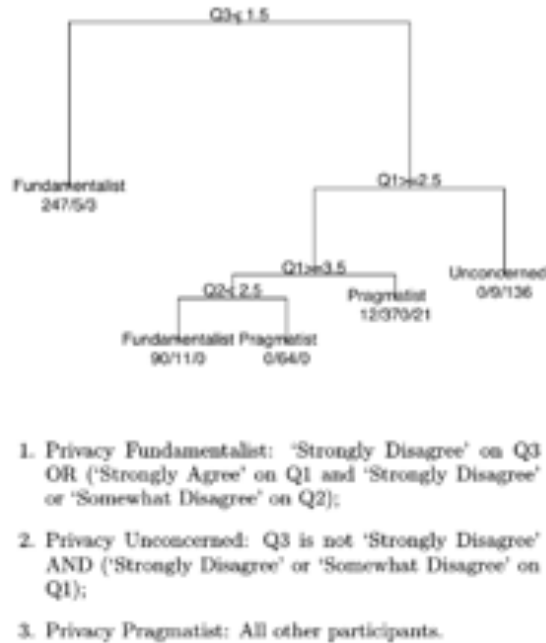 Q3< 1.5
Fundamentalist
247/5/3
Q1>=2.5
Q1>=3.5
Unconcerned
0/9/136
Q2< 2.5
Pragmatist
12/370/21
Fundamentalist Pragmatist
90/11/0 0/64/0
1. Privacy Fundamentalist: 'Strongly Disagree' on Q3
OR ('Strongly Agree' on Q1 and 'Strongly Disagree'
or 'Somewhat Disagree' on Q2);
2. Privacy Unconcerned: Q3 is not 'Strongly Disagree'
AND ('Strongly Disagree' or 'Somewhat Disagree' on
Q1);
3. Privacy Pragmatist: All other participants.